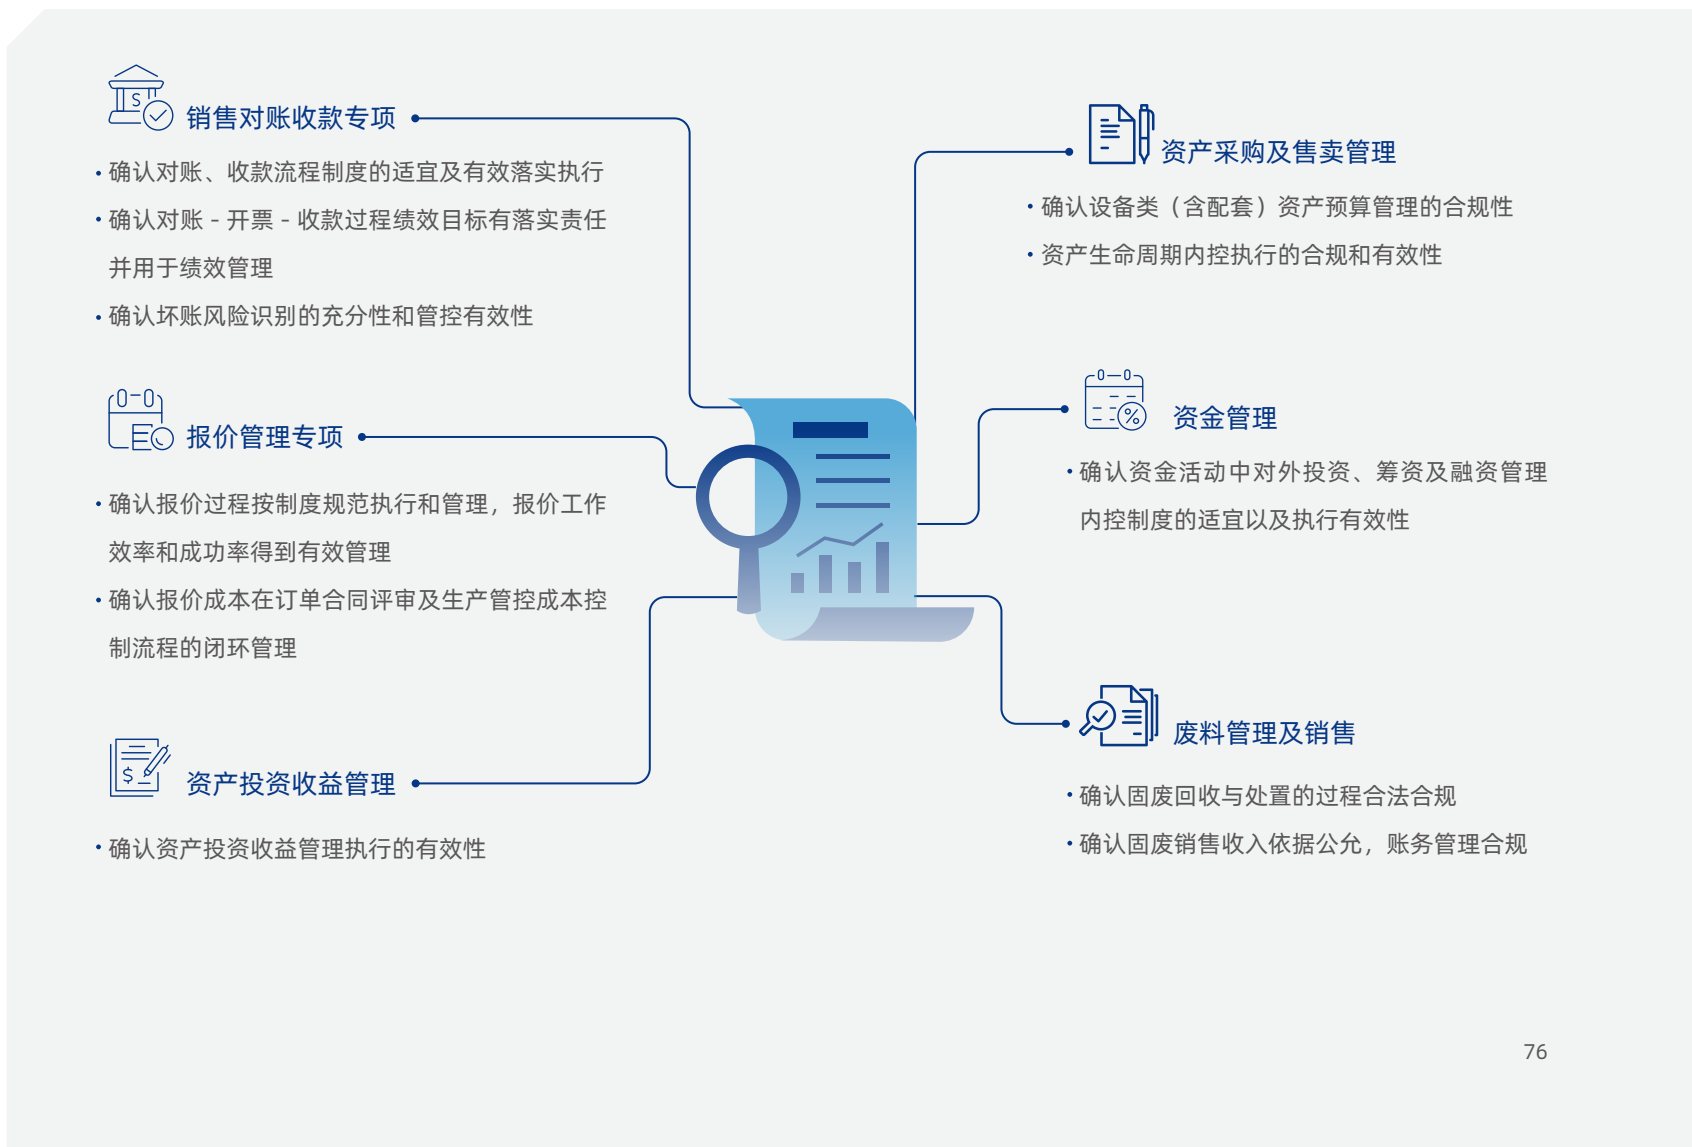 销售对账收款专项
• 确认对账、收款流程制度的适宜及有效落实执行
• 确认对账 - 开票 - 收款过程绩效目标有落实责任
并用于绩效管理
• 确认坏账风险识别的充分性和管控有效性
报价管理专项
• 确认报价过程按制度规范执行和管理，报价工作
效率和成功率得到有效管理
• 确认报价成本在订单合同评审及生产管控成本控
制流程的闭环管理
资产投资收益管理
• 确认资产投资收益管理执行的有效性
资产采购及售卖管理
• 确认设备类（含配套）资产预算管理的合规性
• 资产生命周期内控执行的合规和有效性
资金管理
• 确认资金活动中对外投资、筹资及融资管理
内控制度的适宜以及执行有效性
废料管理及销售
• 确认固废回收与处置的过程合法合规
• 确认固废销售收入依据公允，账务管理合规
76